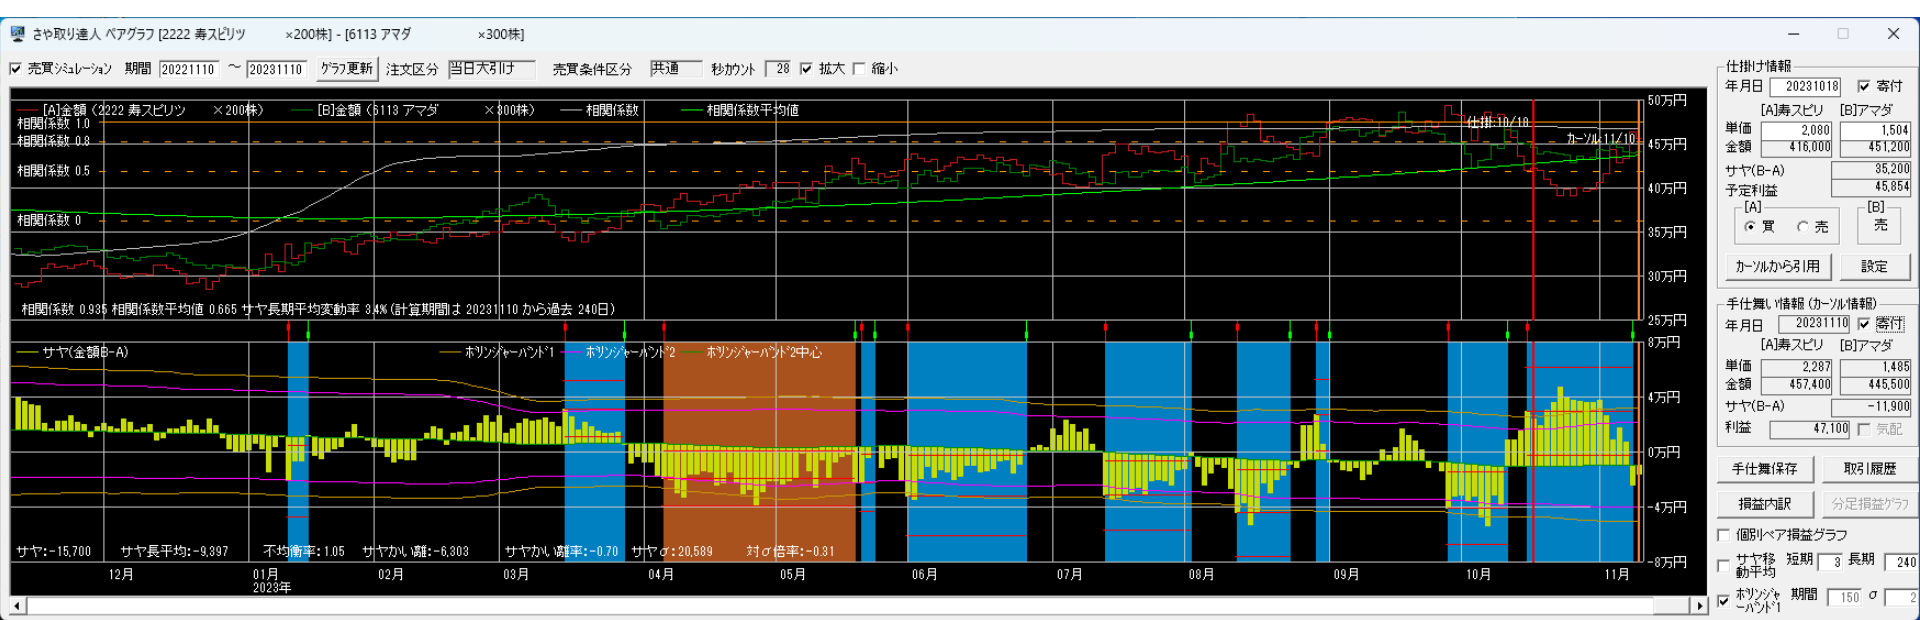 さや取り達人 ペアグラフ [2222 寿スピリツ ×200株] - [6113 アマダ ×300株]
売買シミュレーション 期間 20221110 ～ 20231110 グラフ更新 注文区分 当日大引け 売買条件区分 共通 秒カウント 28 拡大 縮小
[A]金額 (2222 寿スピリツ ×200株) [B]金額 (6113 アマダ ×300株) 相関係数 相関係数平均値
相関係数 1.0
相関係数 0.8
相関係数 0.5
相関係数 0
仕掛:10/18
カーソル:11/10
50万円
45万円
40万円
35万円
30万円
25万円
相関係数 0.935 相関係数平均値 0.665 サヤ長期平均変動率 3.4% (計算期間は 20231110 から過去 240日)
サヤ(金額B-A) ボリンジャーバンド1 ボリンジャーバンド2 ボリンジャーバンド2中心
8万円
4万円
0万円
-4万円
-8万円
サヤ:-15,700 サヤ長平均:-9,397 不均衡率:1.05 サヤかい離:-6,303 サヤかい離率:-0.70 サヤσ:20,589 対σ倍率:-0.31
12月 01月 02月 03月 04月 05月 06月 07月 08月 09月 10月 11月
2023年
仕掛け情報
年月日 20231018 寄付
[A]寿スピリ [B]アマダ
単価 2,080 1,504
金額 416,000 451,200
サヤ(B-A) 35,200
予定利益 45,854
[A] [B]
買 売 売
カーソルから引用 設定
手仕舞い情報 (カーソル情報)
年月日 20231110 寄付
[A]寿スピリ [B]アマダ
単価 2,287 1,485
金額 457,400 445,500
サヤ(B-A) -11,900
利益 47,100 気配
手仕舞保存 取引履歴
損益内訳 分足損益グラフ
個別ペア損益グラフ
サヤ移動平均 短期 3 長期 240
ボリンジャーバンド1 期間 150 σ 2